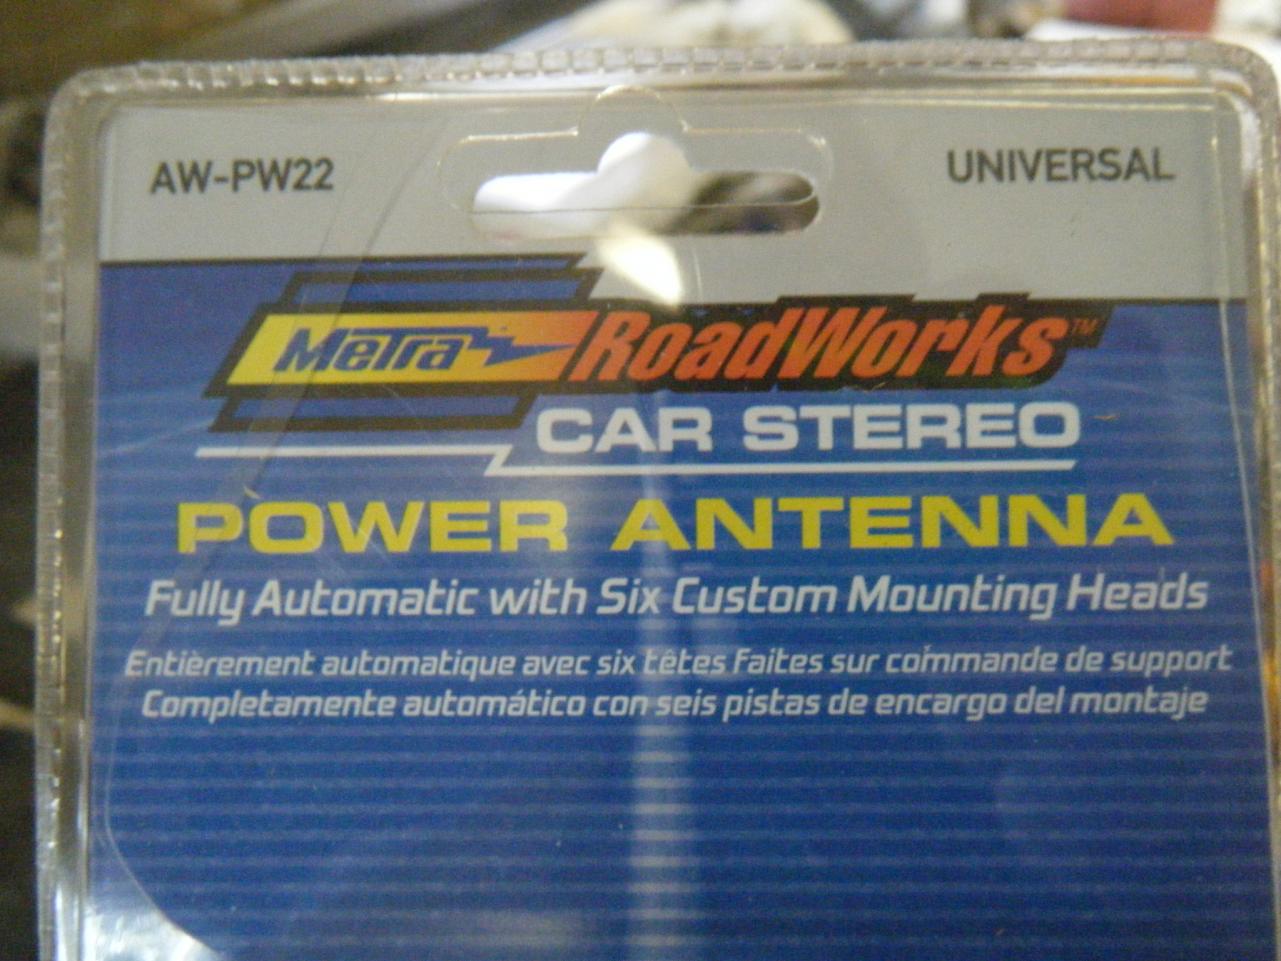 AW-PW22
UNIVERSAL
Metra RoadWorks™
CAR STEREO
POWER ANTENNA
Fully Automatic with Six Custom Mounting Heads
Entièrement automatique avec six têtes faites sur commande de support
Completamente automático con seis pistas de encargo del montaje